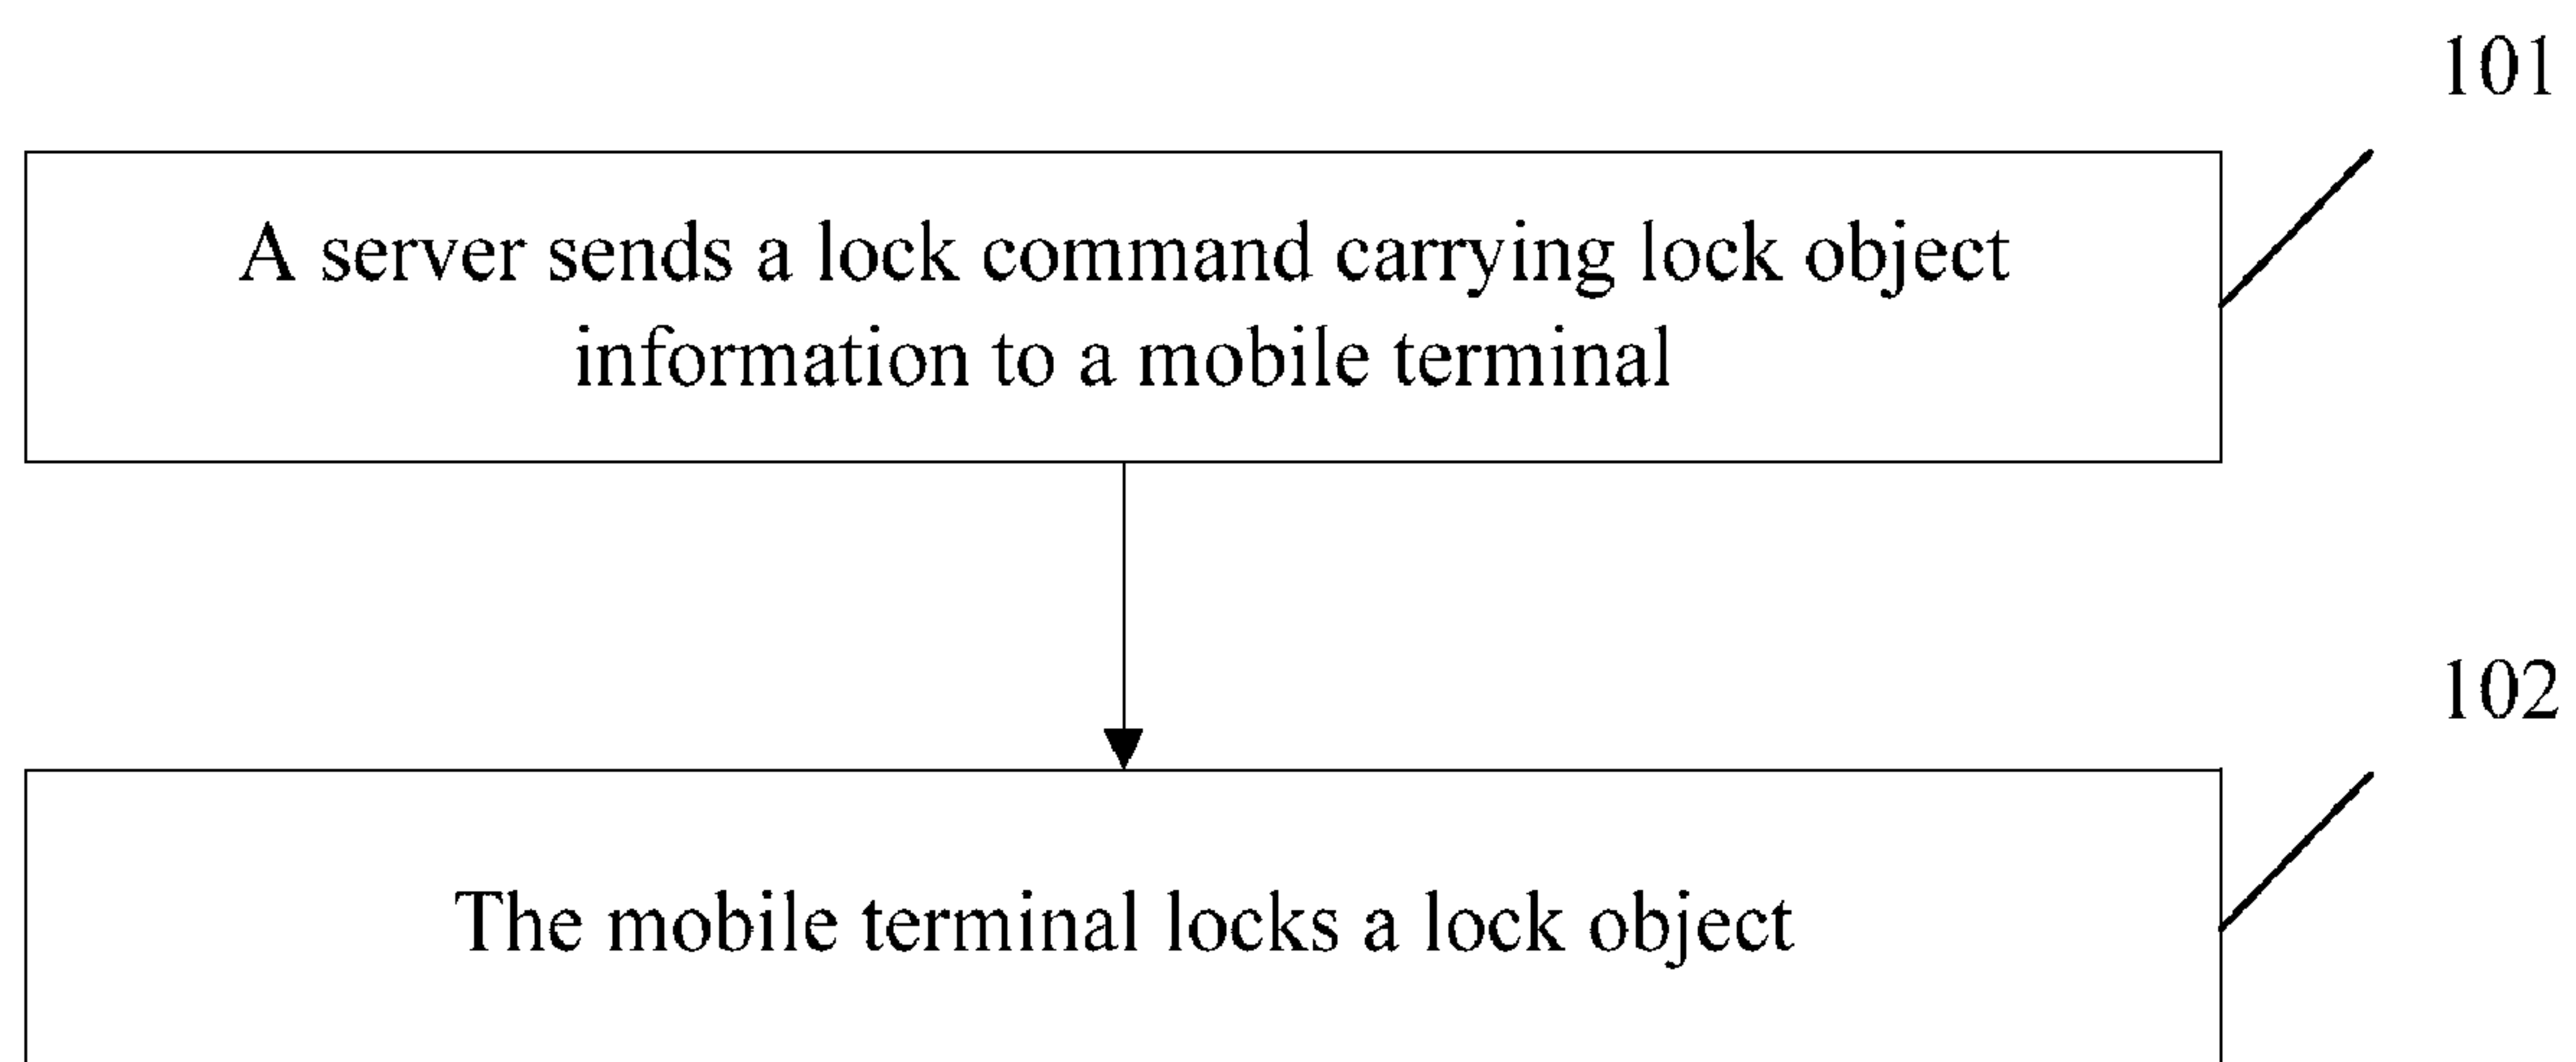 101
A server sends a lock command carrying lock object
information to a mobile terminal
102
The mobile terminal locks a lock object